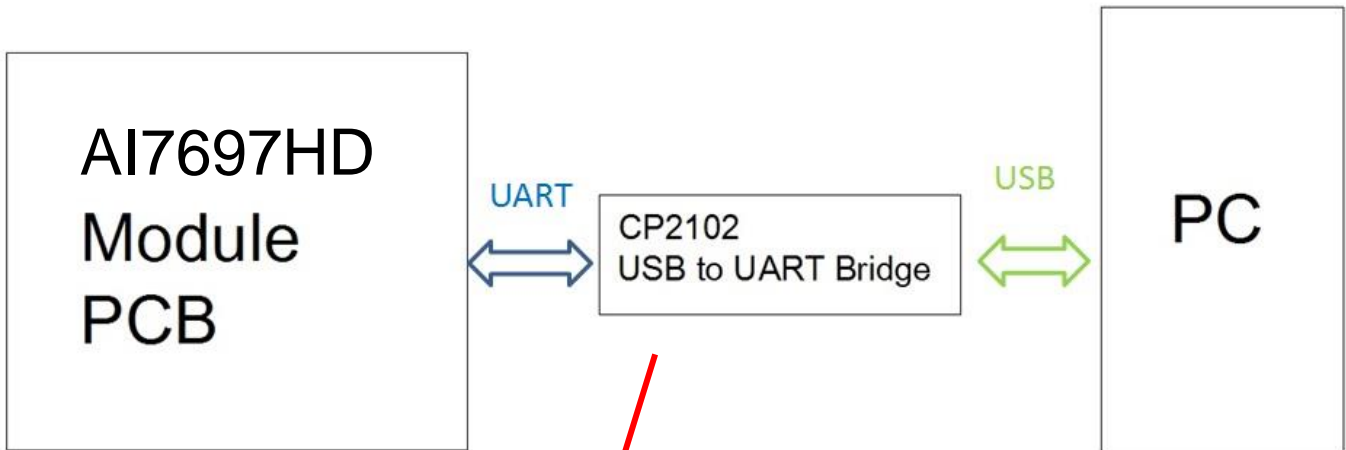 AI7697HD
Module
PCB
UART
CP2102
USB to UART Bridge
USB
PC